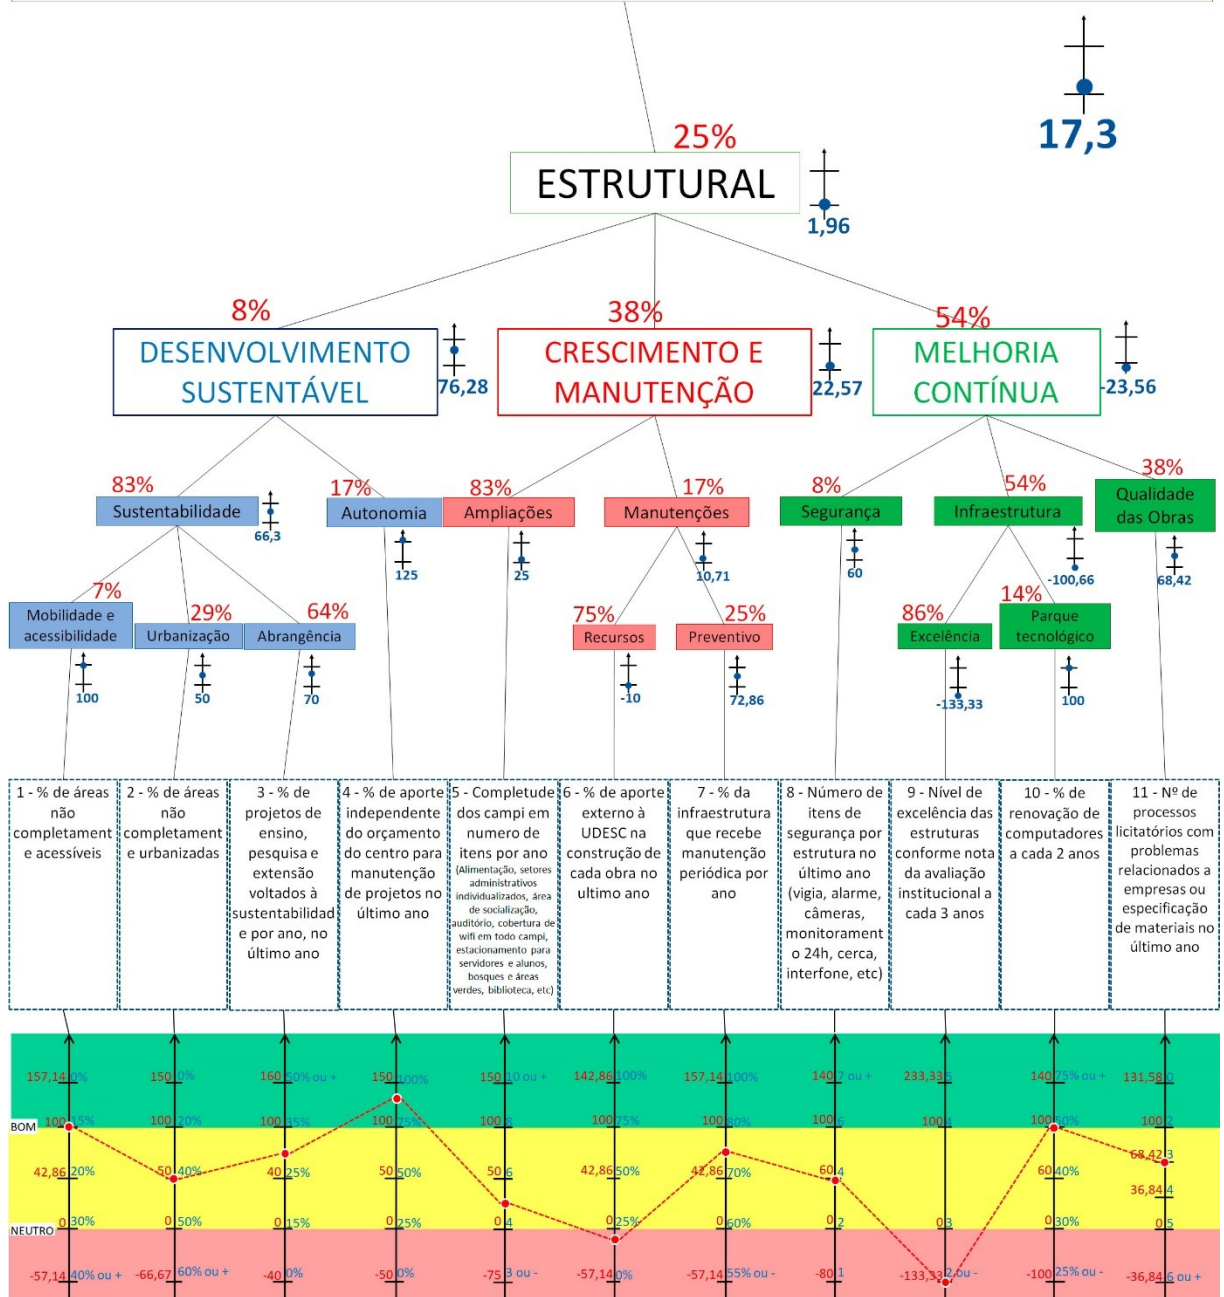 17,3
25%
ESTRUTURAL
1,96
8%
38%
54%
DESENVOLVIMENTO
SUSTENTÁVEL
76,28
CRESCIMENTO E
MANUTENÇÃO
22,57
MELHORIA
CONTÍNUA
-23,56
83%
Sustentabilidade
66,3
17%
Autonomia
125
83%
Ampliações
25
17%
Manutenções
10,71
8%
Segurança
60
54%
Infraestrutura
-100,66
38%
Qualidade
das Obras
68,42
7%
Mobilidade e
acessibilidade
100
29%
Urbanização
50
64%
Abrangência
70
75%
Recursos
-10
25%
Preventivo
72,86
86%
Excelência
-133,33
14%
Parque
tecnológico
100
1 - % de áreas
não
completament
e acessíveis
2 - % de áreas
não
completament
e urbanizadas
3 - % de
projetos de
ensino,
pesquisa e
extensão
voltados à
sustentabilidad
e por ano, no
último ano
4 - % de aporte
independente
do orçamento
do centro para
manutenção
de projetos no
último ano
5 - Completude
dos campi em
numero de
itens por ano
(Alimentação, setores
administrativos
individualizados, área
de socialização,
auditório, cobertura de
wifi em todo campi,
estacionamento para
servidores e alunos,
bosques e áreas
verdes, biblioteca, etc)
6 - % de aporte
externo à
UDESC na
construção de
cada obra no
ultimo ano
7 - % da
infraestrutura
que recebe
manutenção
periódica por
ano
8 - Número de
itens de
segurança por
estrutura no
último ano
(vigia, alarme,
câmeras,
monitorament
o 24h, cerca,
interfone, etc)
9 - Nível de
excelência das
estruturas
conforme nota
da avaliação
institucional a
cada 3 anos
10 - % de
renovação de
computadores
a cada 2 anos
11 - Nº de
processos
licitatórios com
problemas
relacionados a
empresas ou
especificação
de materiais no
último ano
157,14 0% 150 0% 160 50% ou + 150 100% 150 10 ou + 142,86 100% 157,14 100% 140 7 ou + 233,33 5 140 75% ou + 131,58 0
BOM 100 15% 100 20% 100 35% 100 75% 100 8 100 75% 100 80% 100 5 100 4 100 50% 100 2
68,42 3
42,86 20% 50 40% 40 25% 50 50% 50 6 42,86 50% 42,86 70% 60 4 60 40%
36,84 4
NEUTRO 0 30% 0 50% 0 15% 0 25% 0 4 0 25% 0 60% 0 2 0 3 0 30% 0 5
-57,14 40% ou + -66,67 60% ou + -40 0% -50 0% -75 3 ou - -57,14 0% -57,14 55% ou - -80 1 -133,33 2 ou - -100 25% ou - -36,84 6 ou +